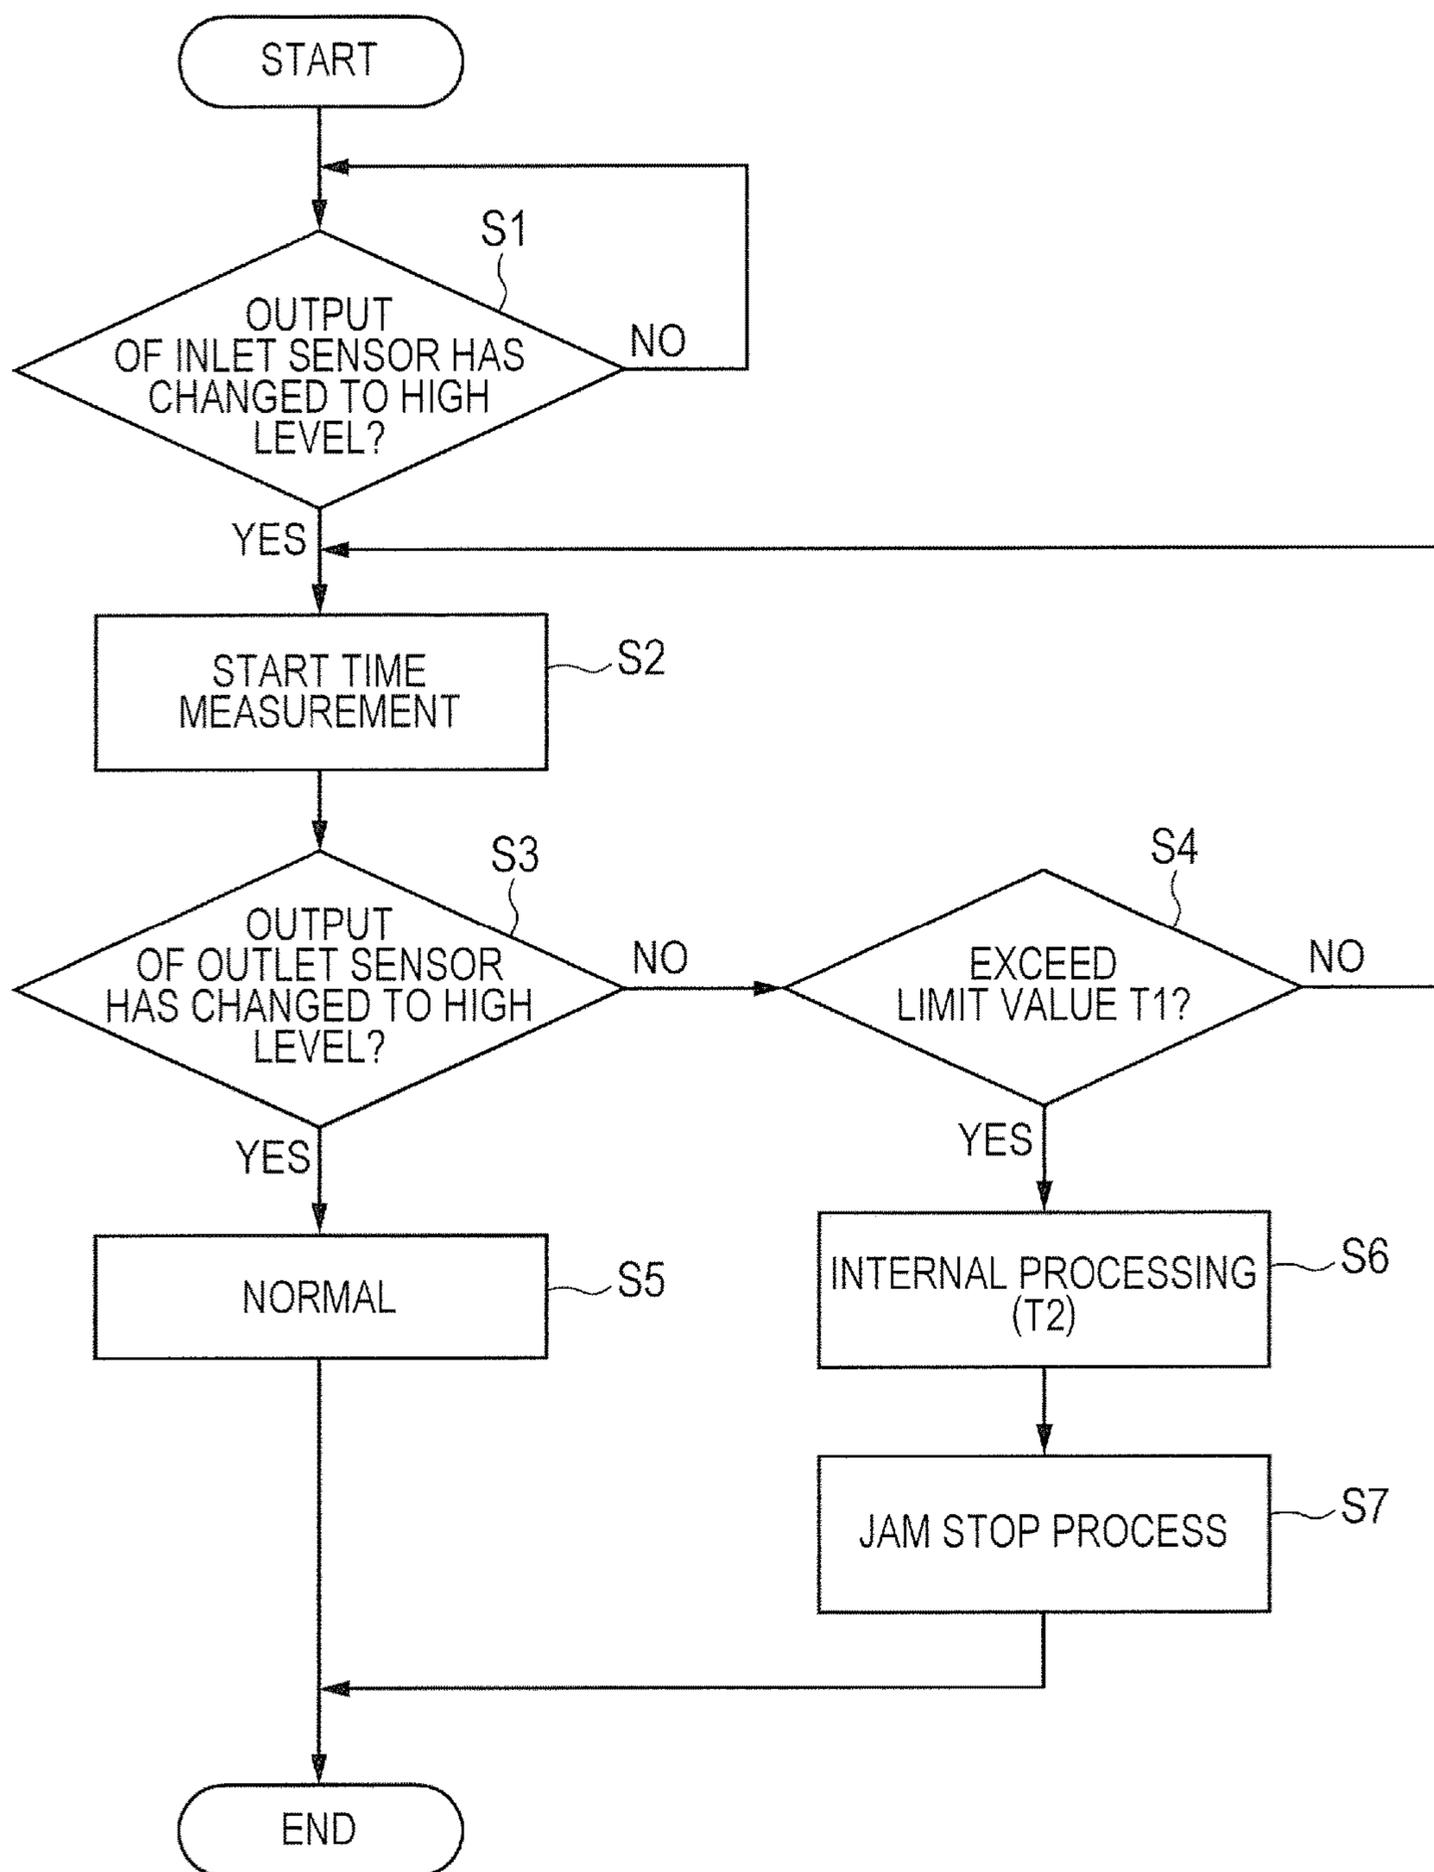 START
S1
OUTPUT
OF INLET SENSOR HAS
CHANGED TO HIGH
LEVEL?
NO
YES
START TIME
MEASUREMENT
S2
S3
OUTPUT
OF OUTLET SENSOR
HAS CHANGED TO HIGH
LEVEL?
NO
S4
EXCEED
LIMIT VALUE T1?
NO
YES
YES
NORMAL
S5
INTERNAL PROCESSING
(T2)
S6
JAM STOP PROCESS
S7
END